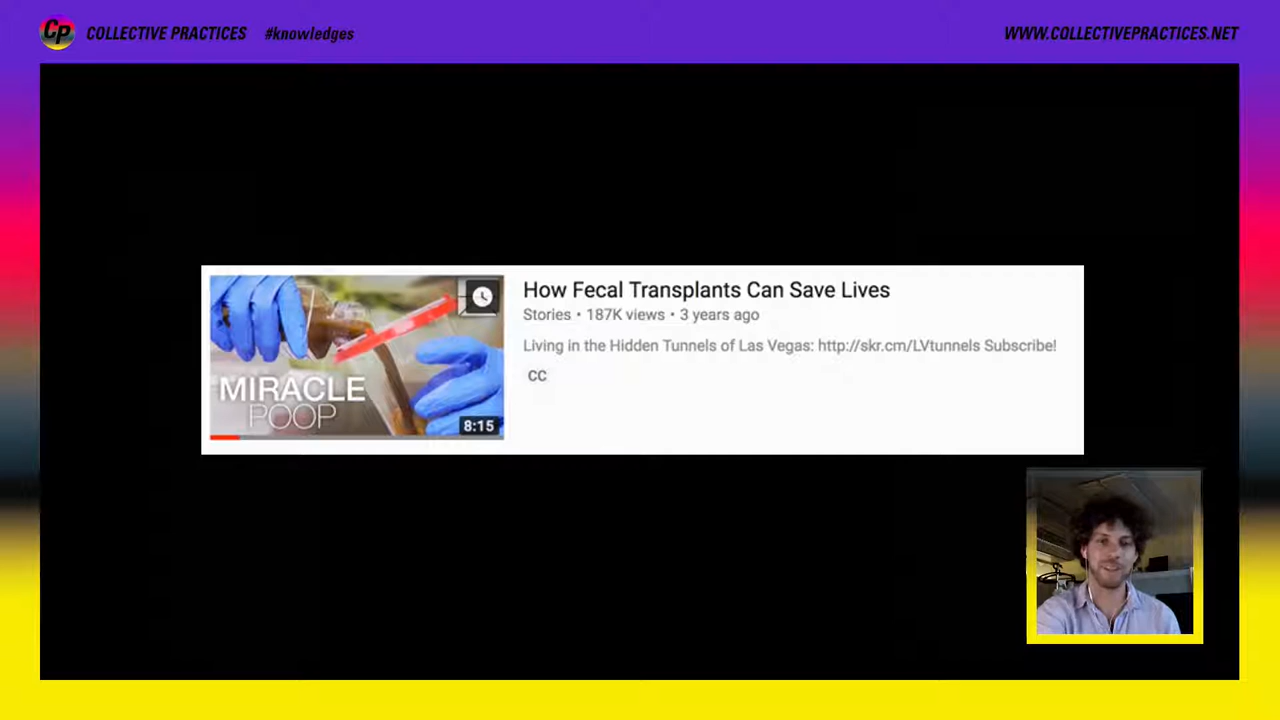 Cp COLLECTIVE PRACTICES #knowledges WWW.COLLECTIVEPRACTICES.NET
How Fecal Transplants Can Save Lives
Stories • 187K views • 3 years ago
Living in the Hidden Tunnels of Las Vegas: http://skr.cm/LVtunnels Subscribe!
CC
MIRACLE
POOP
8:15